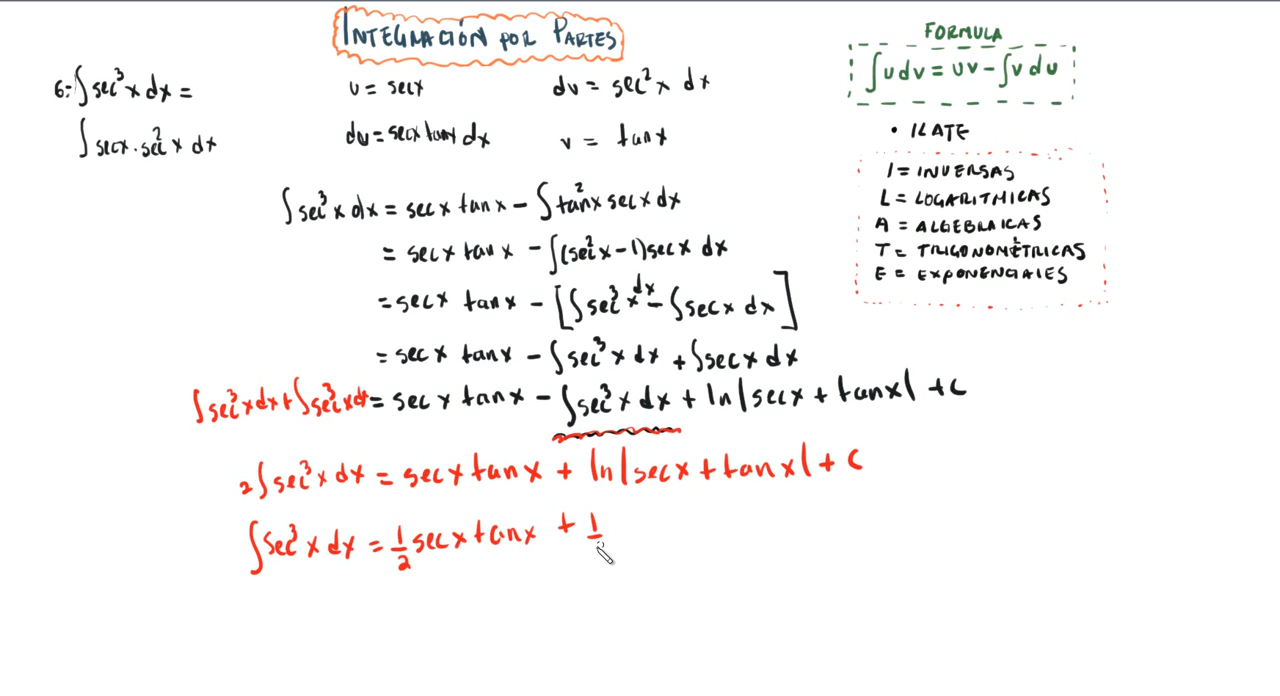 INTEGRACIÓN POR PARTES
FORMULA
∫udv = uv - ∫v du
6- ∫sec³x dx =
u = secx
dv = sec²x dx
∫secx·sec²x dx
du = secx tanx dx
v = tanx
• ILATE
I = INVERSAS
L = LOGARITHMICAS
A = ALGEBRAICAS
T = TRIGONOMÉTRICAS
E = EXPONENCIALES
∫sec³x dx = secx tanx - ∫tan²x secx dx
= secx tanx - ∫(sec²x - 1)secx dx
= secx tanx - [∫sec³x dx - ∫secx dx]
= secx tanx - ∫sec³x dx + ∫secx dx
∫sec³x dx + ∫sec³x dx = secx tanx - ∫sec³x dx + ln|secx + tanx| + c
2∫sec³x dx = secx tanx + ln|secx + tanx| + c
∫sec³x dx = 1/2 secx tanx + 1/